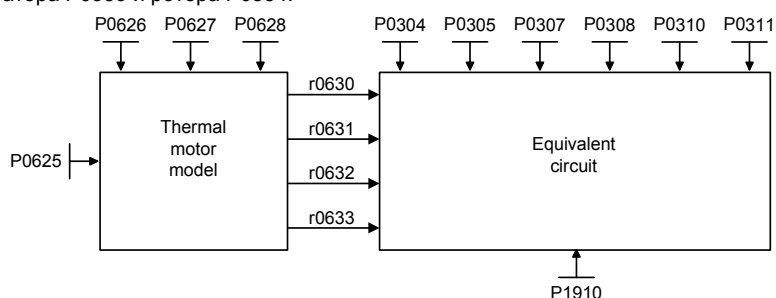 P0626 P0627 P0628 P0304 P0305 P0307 P0308 P0310 P0311
r0630
r0631
r0632
r0633
P0625
Thermal
motor
model
Equivalent
circuit
P1910